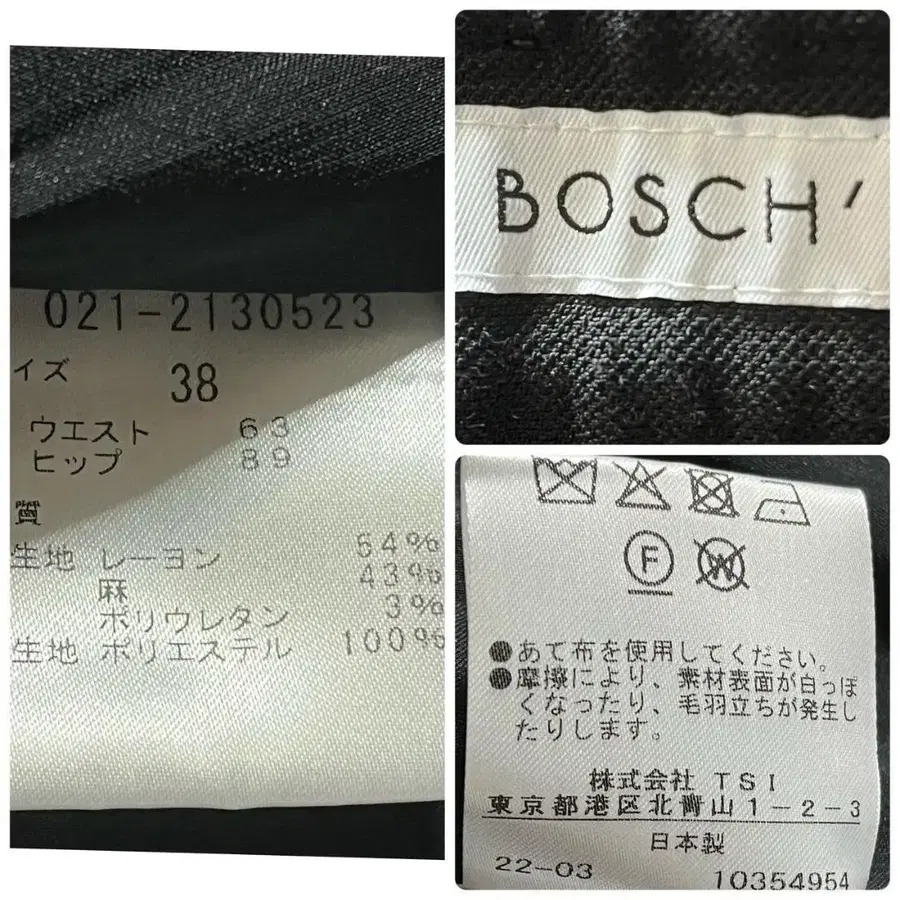 021-2130523
イズ 38
ウエスト 63
ヒップ 89
質
生地 レーヨン 54%
麻 43%
ポリウレタン 3%
生地 ポリエステル 100%
BOSCH'
F W
●あて布を使用してください。
●摩擦により、素材表面が白っぽ
くなったり、毛羽立ちが発生し
たりします。
株式会社 TSI
東京都港区北青山1-2-3
日本製
22-03 10354954